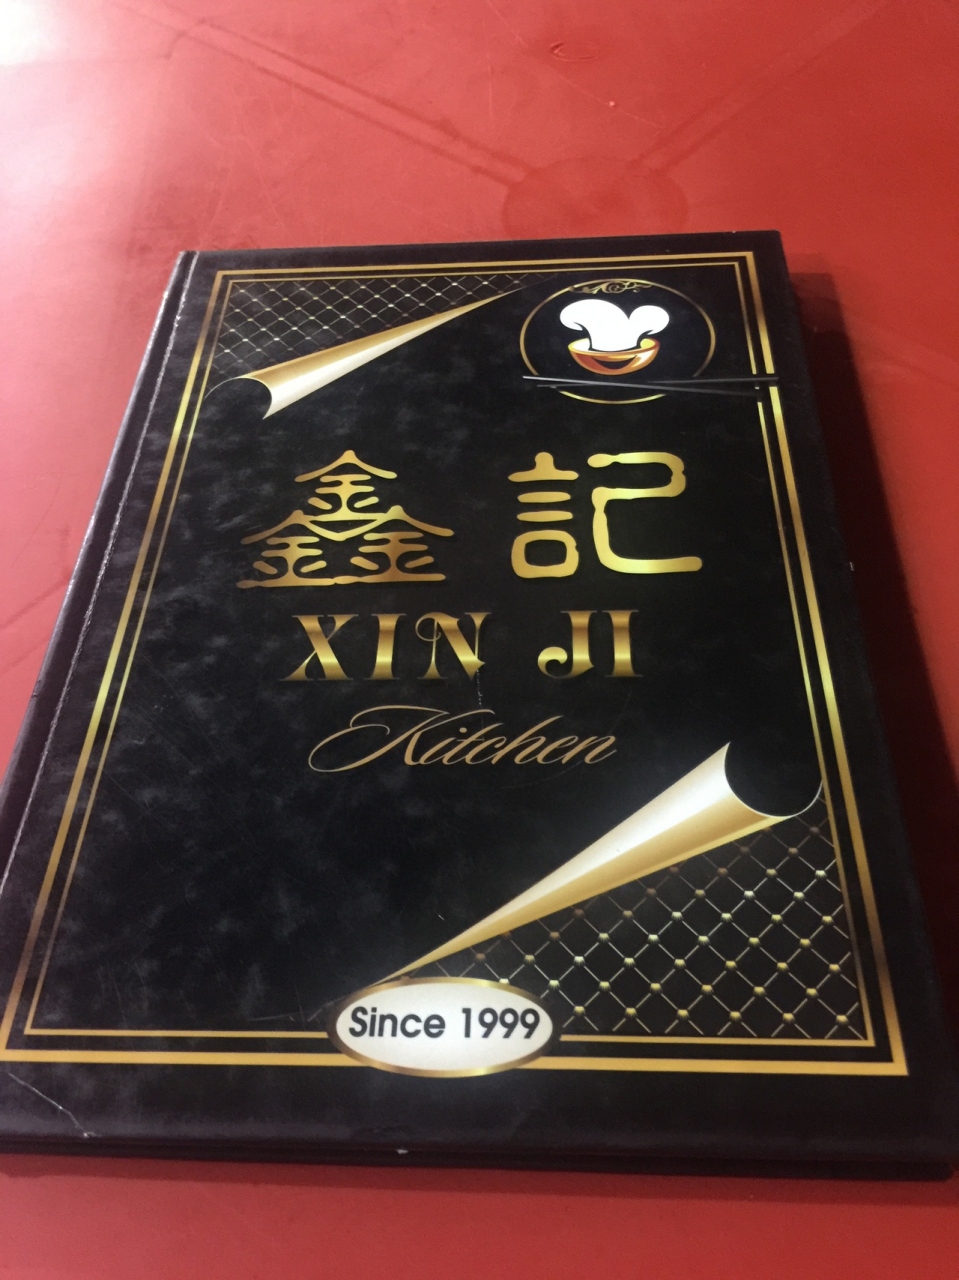 鑫記
XIN JI
Kitchen
Since 1999